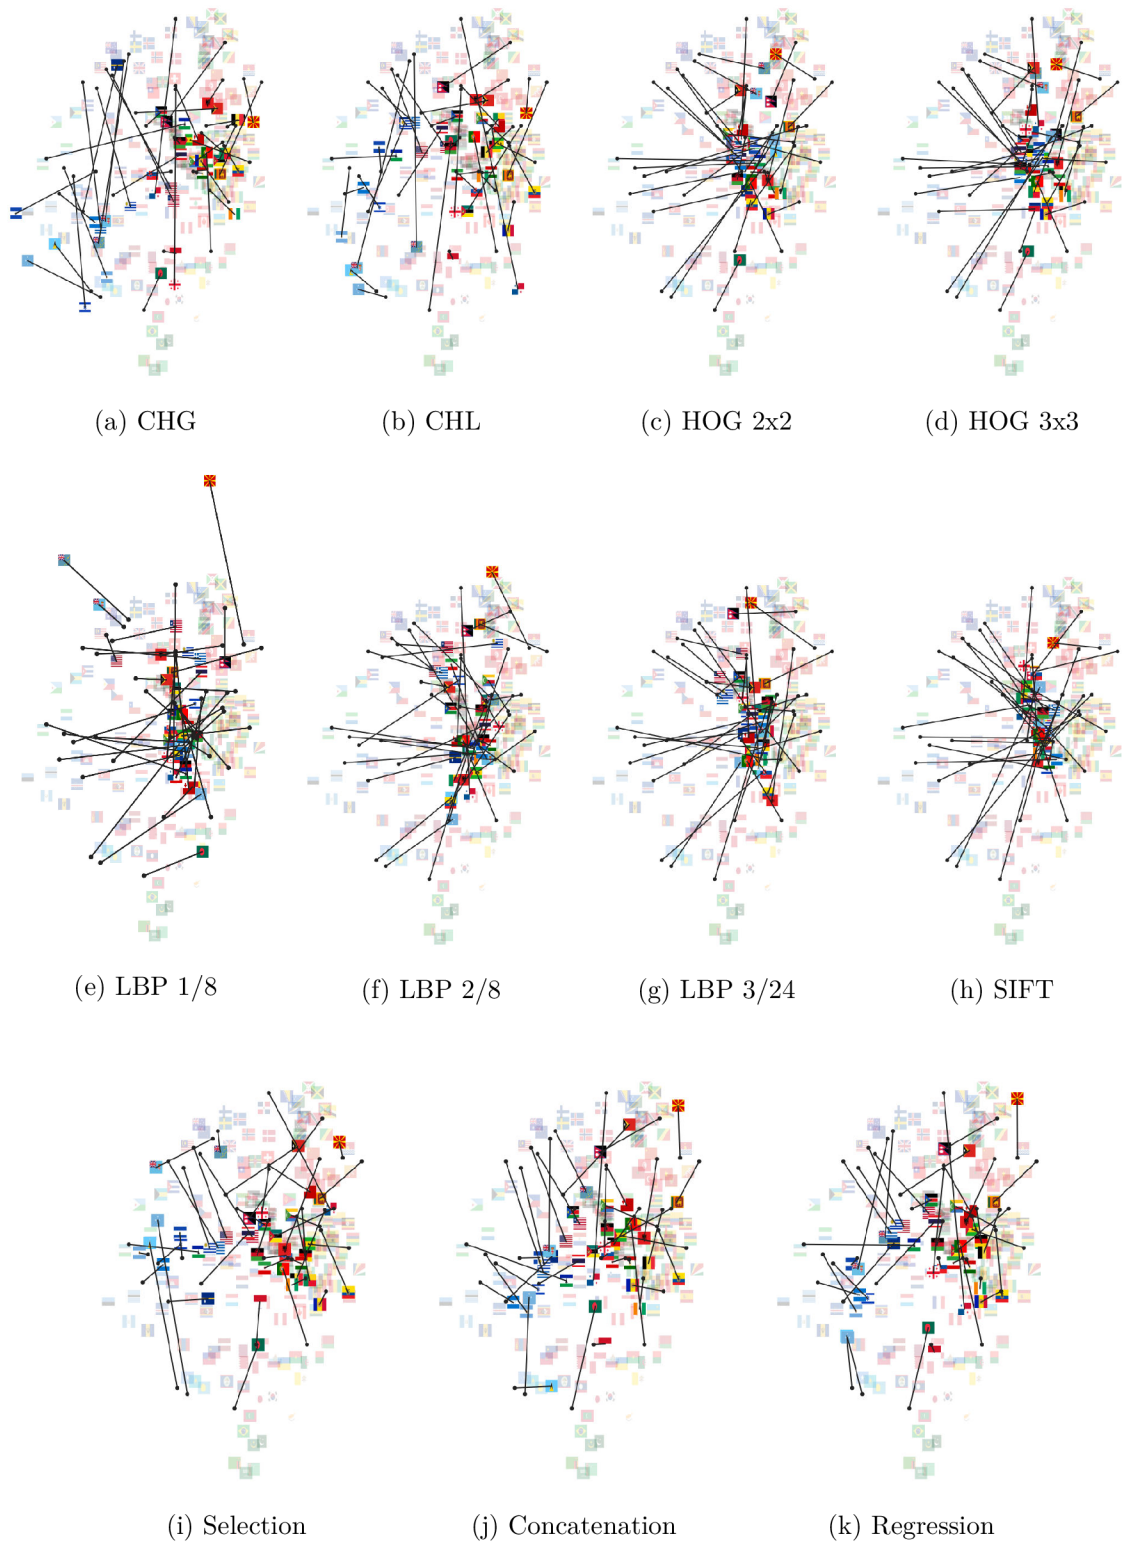 (a) CHG
(b) CHL
(c) HOG 2x2
(d) HOG 3x3
(e) LBP 1/8
(f) LBP 2/8
(g) LBP 3/24
(h) SIFT
(i) Selection
(j) Concatenation
(k) Regression